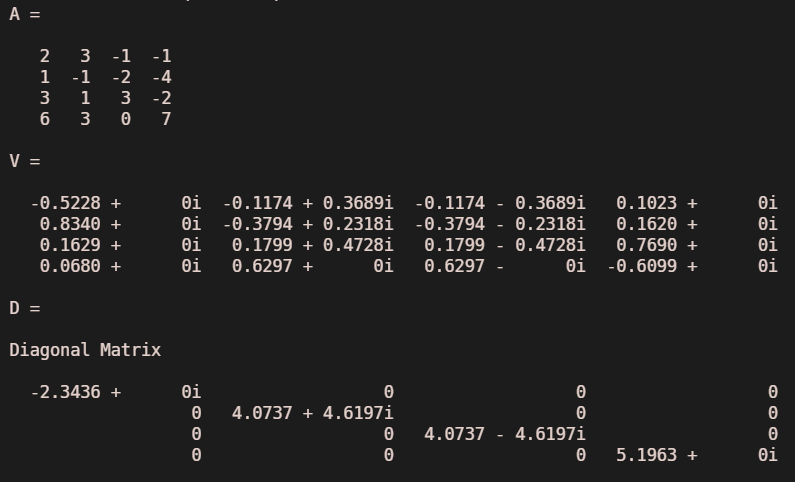 A =
2 3 -1 -1
1 -1 -2 -4
3 1 3 -2
6 3 0 7
V =
-0.5228 + 0i -0.1174 + 0.3689i -0.1174 - 0.3689i 0.1023 + 0i
0.8340 + 0i -0.3794 + 0.2318i -0.3794 - 0.2318i 0.1620 + 0i
0.1629 + 0i 0.1799 + 0.4728i 0.1799 - 0.4728i 0.7690 + 0i
0.0680 + 0i 0.6297 + 0i 0.6297 - 0i -0.6099 + 0i
D =
Diagonal Matrix
-2.3436 + 0i 0 0 0
0 4.0737 + 4.6197i 0 0
0 0 4.0737 - 4.6197i 0
0 0 0 5.1963 + 0i